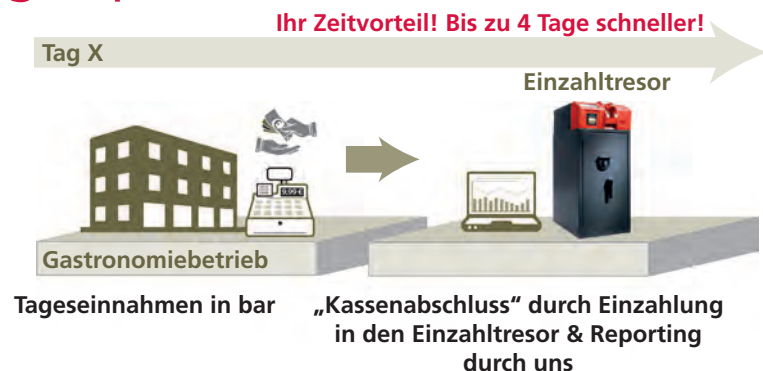 Ihr Zeitvorteil! Bis zu 4 Tage schneller!
Tag X
Einzahltresor
9,99 €
Gastronomiebetrieb
Tageseinnahmen in bar
„Kassenabschluss“ durch Einzahlung
in den Einzahltresor & Reporting
durch uns